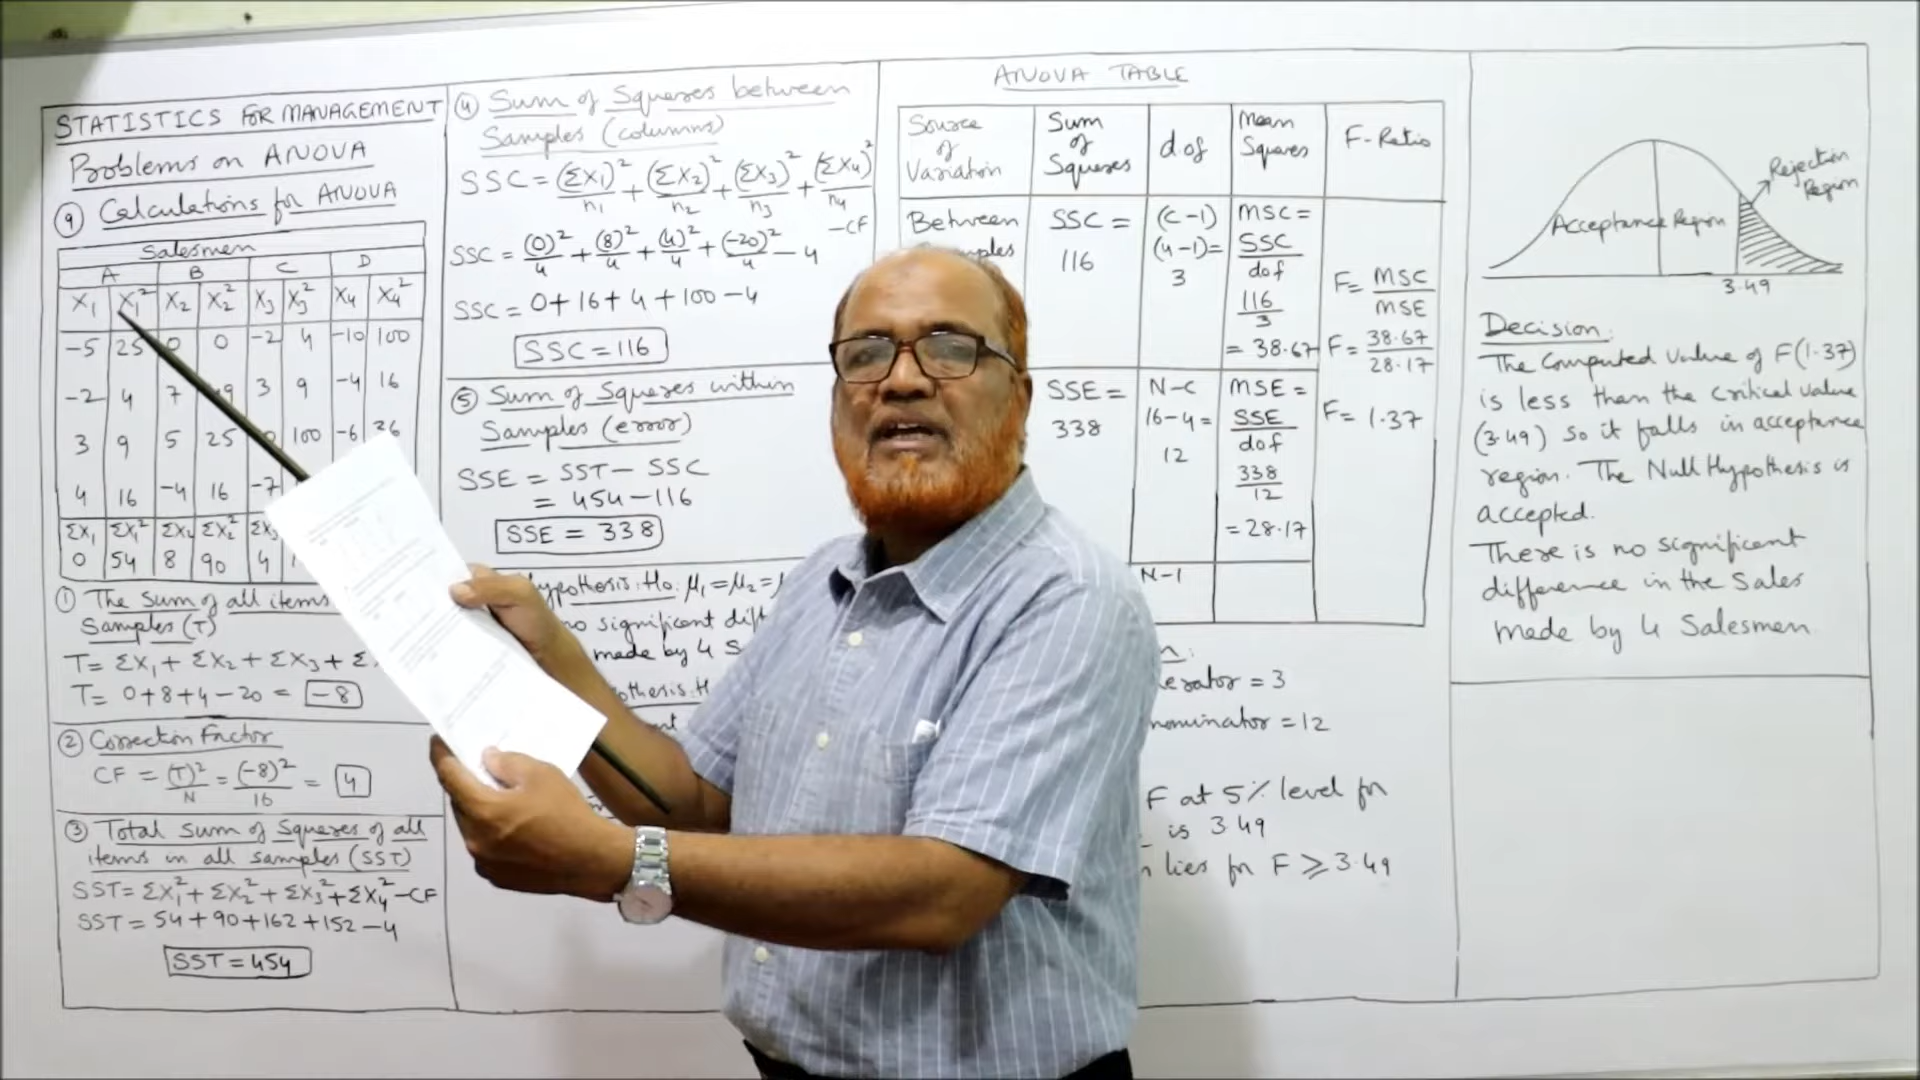 STATISTICS FOR MANAGEMENT
Problems on ANOVA
⑨ Calculations for ANOVA
Salesmen
A B C D
X₁ X₁² X₂ X₂² X₃ X₃² X₄ X₄²
-5 25 0 0 -2 4 -10 100
-2 4 7 3 9 -4 16
3 9 5 25 100 -6 36
4 16 -4 16 -7
ΣX₁ ΣX₁² ΣX₂ ΣX₂²
0 54 8 90 4
① The Sum of all items
Samples (T)
T= ΣX₁ + ΣX₂ + ΣX₃ +
T= 0+8+4-20 = -8
② Correction Factor
CF = (T)²/N = (-8)²/16 = 4
③ Total Sum of Squares of all
items in all samples (SST)
SST = ΣX₁² + ΣX₂² + ΣX₃² + ΣX₄² - CF
SST = 54+90+162+152-4
SST = 454
④ Sum of Squares between
Samples (columns)
SSC = (ΣX₁)²/n₁ + (ΣX₂)²/n₂ + (ΣX₃)²/n₃ + (ΣX₄)²/n₄ - CF
SSC = (0)²/4 + (8)²/4 + (4)²/4 + (-20)²/4 - 4
SSC = 0+16+4+100-4
SSC = 116
⑤ Sum of Squares within
Samples (error)
SSE = SST - SSC
= 454-116
SSE = 338
Hypothesis: H₀: μ₁ = μ₂ =
no significant
made by 4
ANOVA TABLE
Source of Variation Sum of Squares dof Mean Squares F-Ratio
Between SSC = 116 (C-1) (4-1)= 3 MSC = SSC/dof 116/3 = 38.67
F = MSC/MSE
F = 38.67/28.17
F = 1.37
SSE = 338 N-C 16-4= 12 MSE = SSE/dof 338/12 = 28.17
N-1
= 3
= 12
F at 5% level for
is 3.49
lies for F ⩾ 3.49
Acceptance Region
Rejection Region
3.49
Decision:
The Computed value of F(1.37)
is less than the critical value
(3.49) so it falls in acceptance
region. The Null Hypothesis is
accepted.
There is no significant
difference in the Sales
made by 4 Salesmen